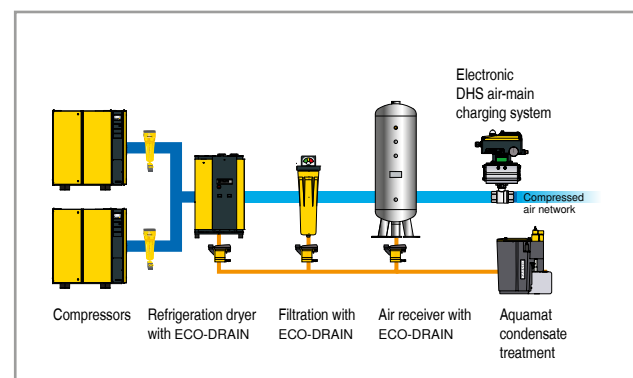 Electronic
DHS air-main
charging system
Compressed
air network
Compressors
Refrigeration dryer
with ECO-DRAIN
Filtration with
ECO-DRAIN
Air receiver with
ECO-DRAIN
Aquamat
condensate
treatment